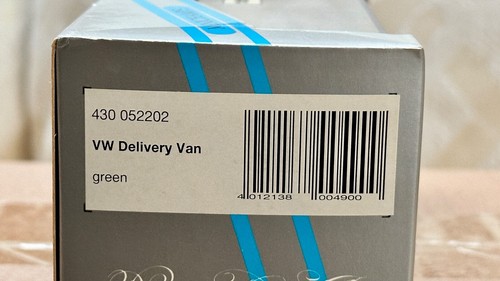 430 052202
VW Delivery Van
green
4 012138 004900